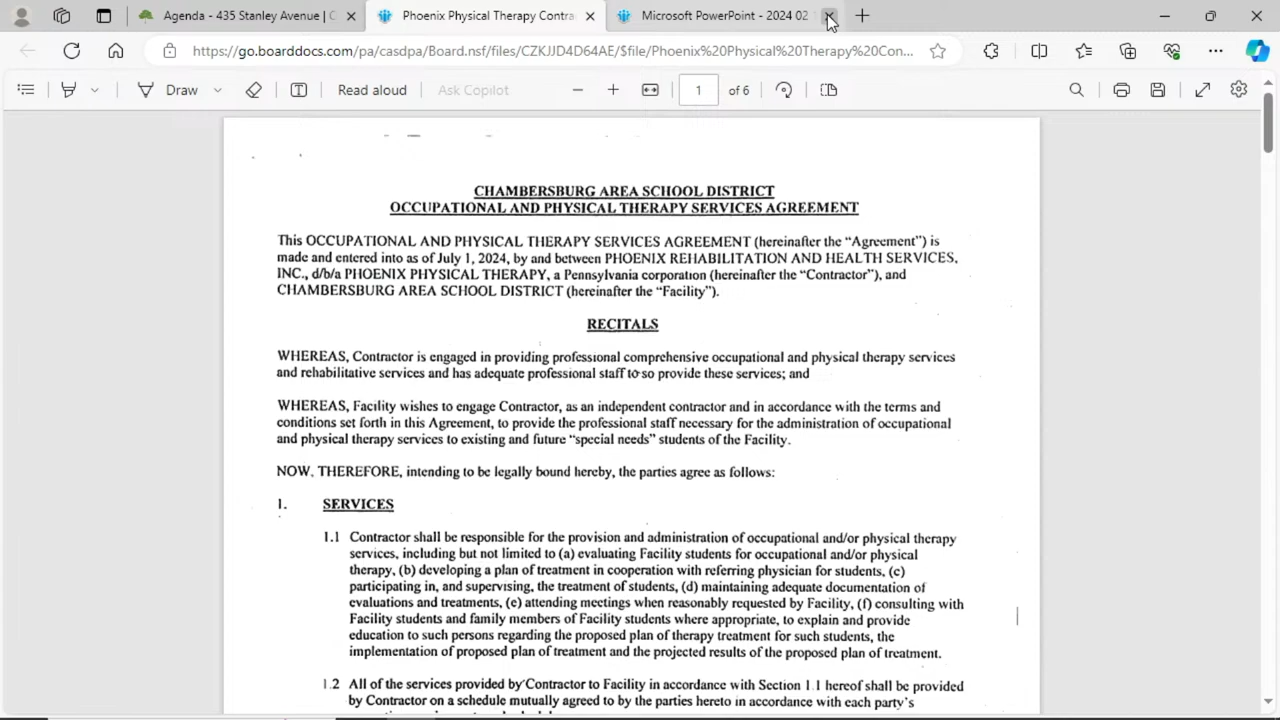 Agenda - 435 Stanley Avenue | C
Phoenix Physical Therapy Contra
Microsoft PowerPoint - 2024 02
https://go.boarddocs.com/pa/casdpa/Board.nsf/files/CZKJJD4D64AE/$file/Phoenix%20Physical%20Therapy%20Con...
Draw
Read aloud
Ask Copilot
1 of 6
CHAMBERSBURG AREA SCHOOL DISTRICT
OCCUPATIONAL AND PHYSICAL THERAPY SERVICES AGREEMENT
This OCCUPATIONAL AND PHYSICAL THERAPY SERVICES AGREEMENT (hereinafter the “Agreement”) is
made and entered into as of July 1, 2024, by and between PHOENIX REHABILITATION AND HEALTH SERVICES,
INC., d/b/a PHOENIX PHYSICAL THERAPY, a Pennsylvania corporation (hereinafter the “Contractor”), and
CHAMBERSBURG AREA SCHOOL DISTRICT (hereinafter the “Facility”).
RECITALS
WHEREAS, Contractor is engaged in providing professional comprehensive occupational and physical therapy services
and rehabilitative services and has adequate professional staff to so provide these services; and
WHEREAS, Facility wishes to engage Contractor, as an independent contractor and in accordance with the terms and
conditions set forth in this Agreement, to provide the professional staff necessary for the administration of occupational
and physical therapy services to existing and future “special needs” students of the Facility.
NOW, THEREFORE, intending to be legally bound hereby, the parties agree as follows:
1. SERVICES
1.1 Contractor shall be responsible for the provision and administration of occupational and/or physical therapy
services, including but not limited to (a) evaluating Facility students for occupational and/or physical
therapy, (b) developing a plan of treatment in cooperation with referring physician for students, (c)
participating in, and supervising, the treatment of students, (d) maintaining adequate documentation of
evaluations and treatments, (e) attending meetings when reasonably requested by Facility, (f) consulting with
Facility students and family members of Facility students where appropriate, to explain and provide
education to such persons regarding the proposed plan of therapy treatment for such students, the
implementation of proposed plan of treatment and the projected results of the proposed plan of treatment.
1.2 All of the services provided by Contractor to Facility in accordance with Section 1.1 hereof shall be provided
by Contractor on a schedule mutually agreed to by the parties hereto in accordance with each party's